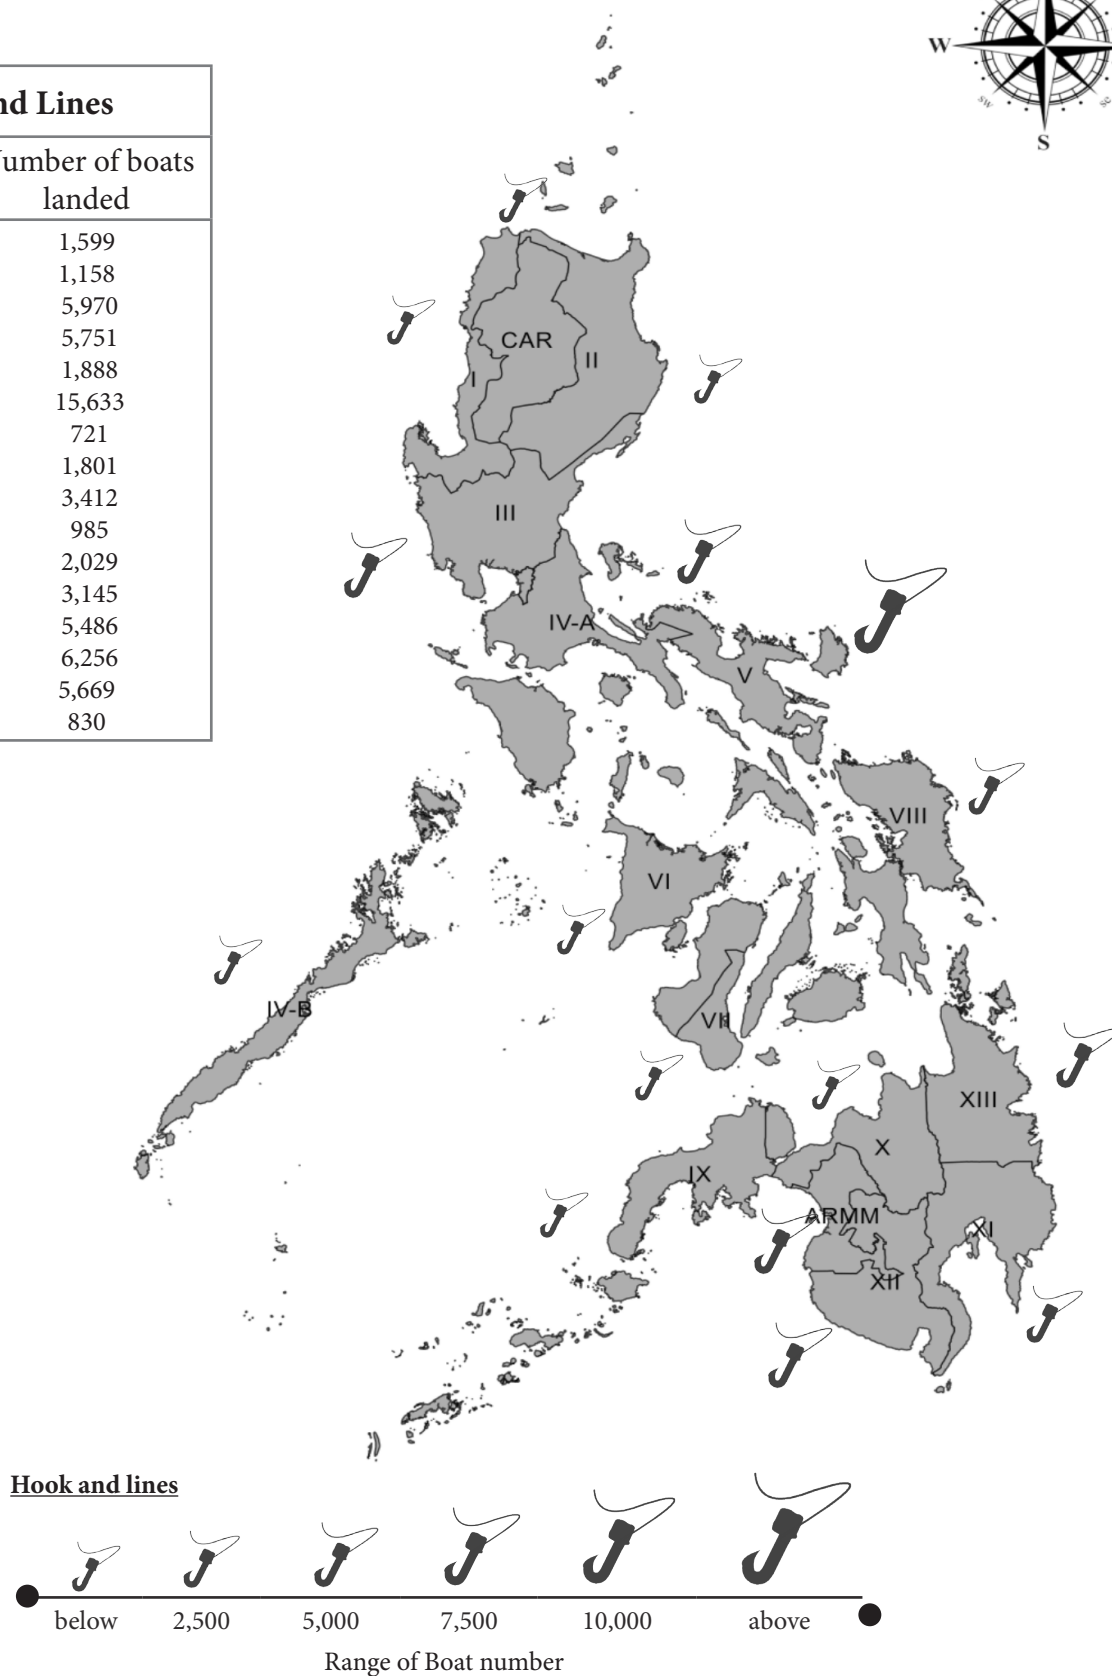 W
S
SW
SE
nd Lines
Number of boats
landed
1,599
1,158
5,970
5,751
1,888
15,633
721
1,801
3,412
985
2,029
3,145
5,486
6,256
5,669
830
CAR
II
I
III
IV-A
V
VIII
VI
IV-B
VII
XIII
X
IX
ARMM
XI
XII
Hook and lines
below 2,500 5,000 7,500 10,000 above
Range of Boat number